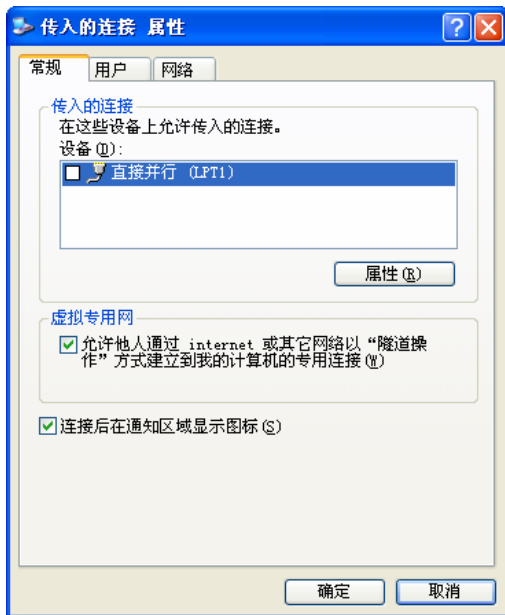 传入的连接 属性
常规
用户
网络
传入的连接
在这些设备上允许传入的连接。
设备(D):
直接并行 (LPT1)
属性(R)
虚拟专用网
允许他人通过 internet 或其它网络以“隧道操
作”方式建立到我的计算机的专用连接(W)
连接后在通知区域显示图标(S)
确定
取消